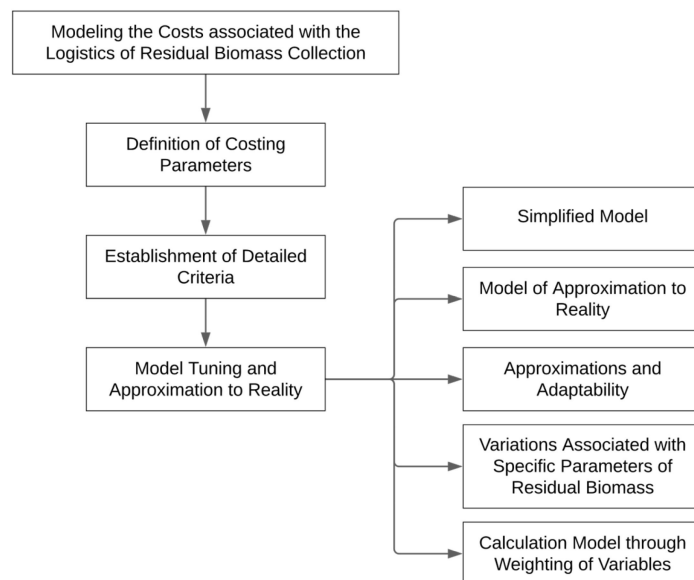 Modeling the Costs associated with the
Logistics of Residual Biomass Collection
Definition of Costing
Parameters
Establishment of Detailed
Criteria
Model Tuning and
Approximation to Reality
Simplified Model
Model of Approximation to
Reality
Approximations and
Adaptability
Variations Associated with
Specific Parameters of
Residual Biomass
Calculation Model through
Weighting of Variables